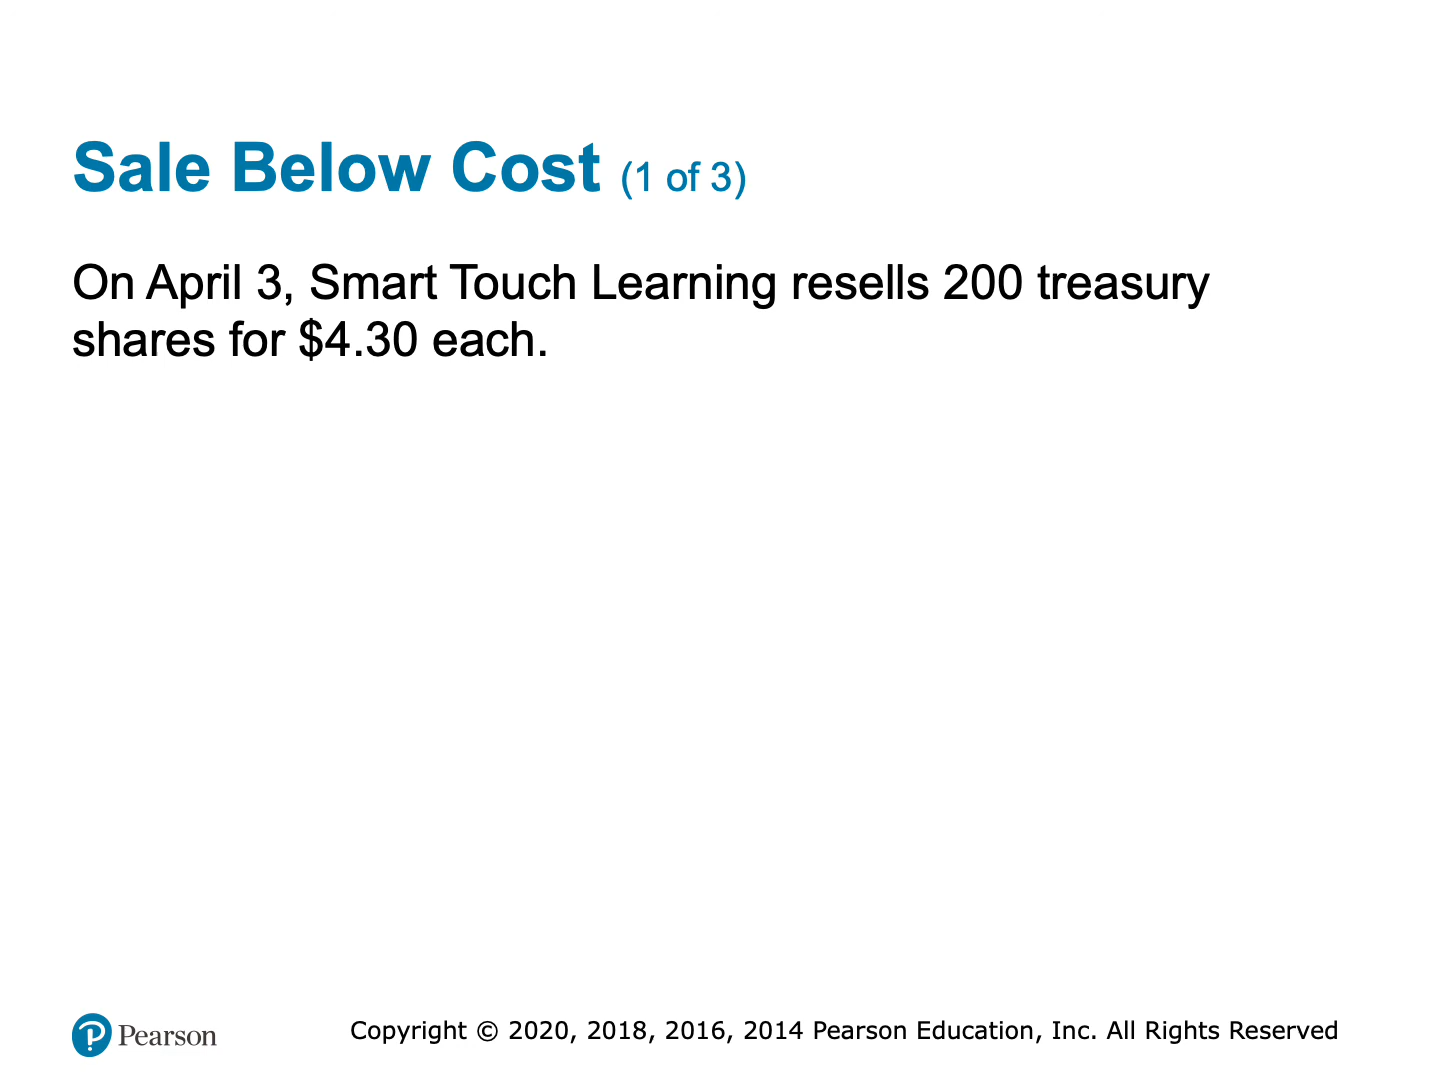 Sale Below Cost (1 of 3)
On April 3, Smart Touch Learning resells 200 treasury
shares for $4.30 each.
Pearson
Copyright © 2020, 2018, 2016, 2014 Pearson Education, Inc. All Rights Reserved